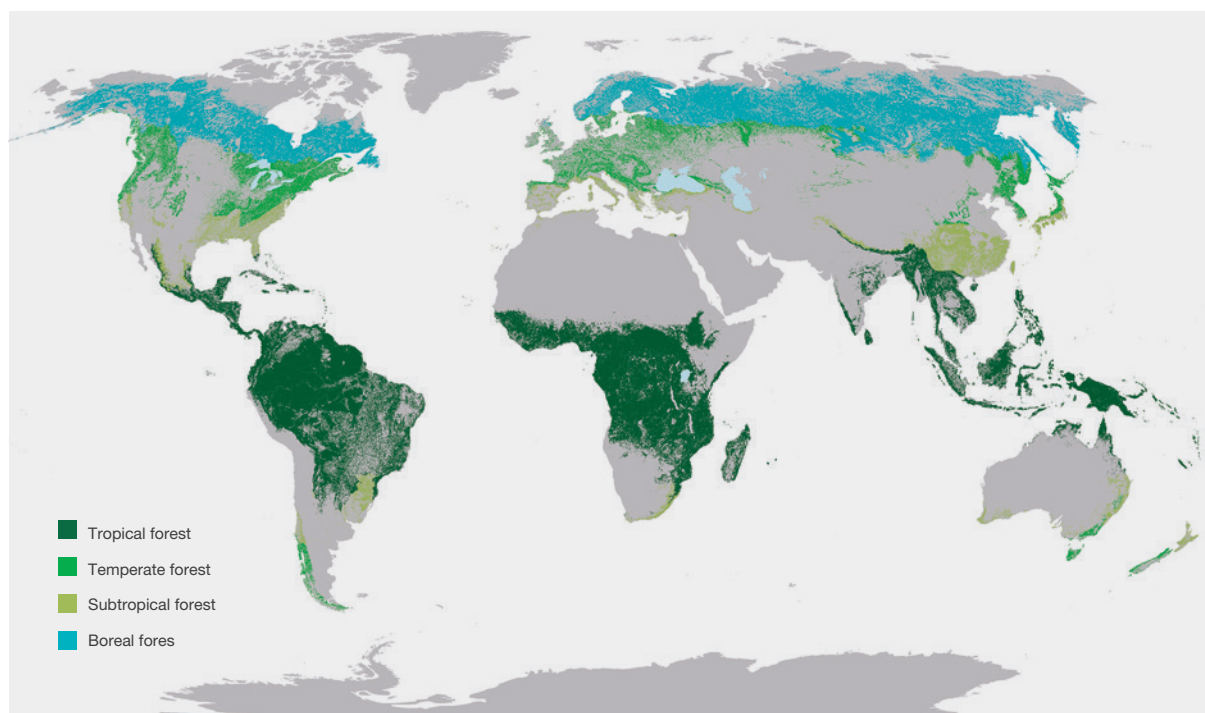 Tropical forest
Temperate forest
Subtropical forest
Boreal fores